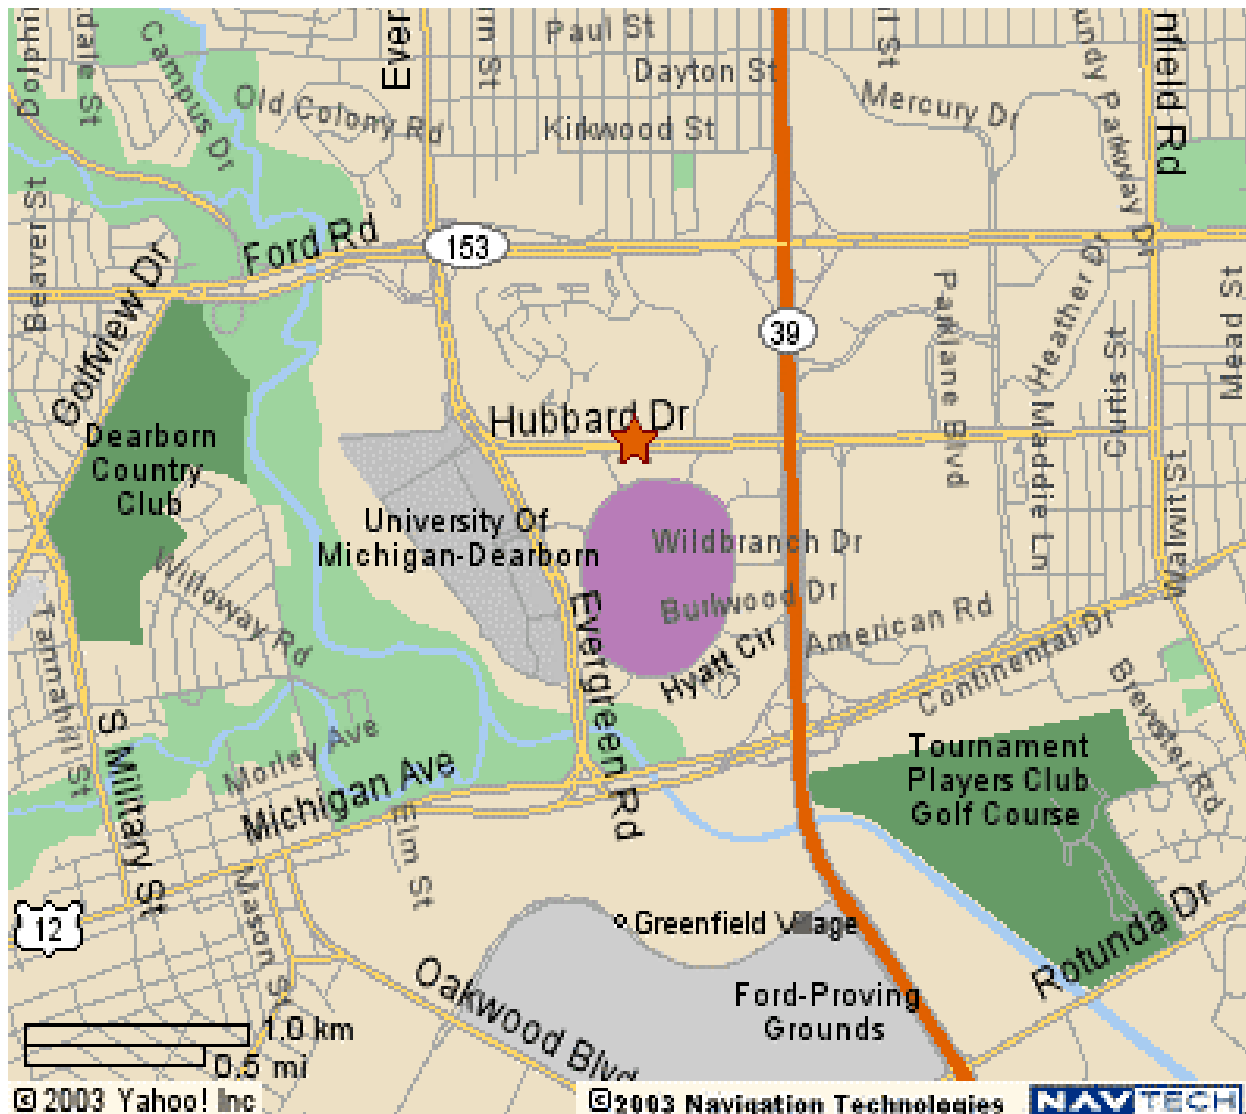 Paul St
Dayton St
Kirkwood St
Mercury Dr
Campus Dr
Old Colony Rd
Beaver St
Ford Rd
153
Golfview Dr
39
Parklane Blvd
Heather Dr
Curtis St
Mead St
Hubbard Dr
Dearborn
Country
Club
University Of
Michigan-Dearborn
Wildbranch Dr
Maddie Ln
Burlwood Dr
Willoway Rd
American Rd
Hyatt Cir
Evergreen Rd
Continental Dr
Tannahill St
S Military St
Morley Ave
Michigan Ave
Brewster Rd
Tournament
Players Club
Golf Course
Elm St
Mason St
12
Greenfield Village
Rotunda Dr
Oakwood Blvd
Ford-Proving
Grounds
1.0 km
0.5 mi
©2003 Yahoo! Inc
©2003 Navigation Technologies
NAVTECH